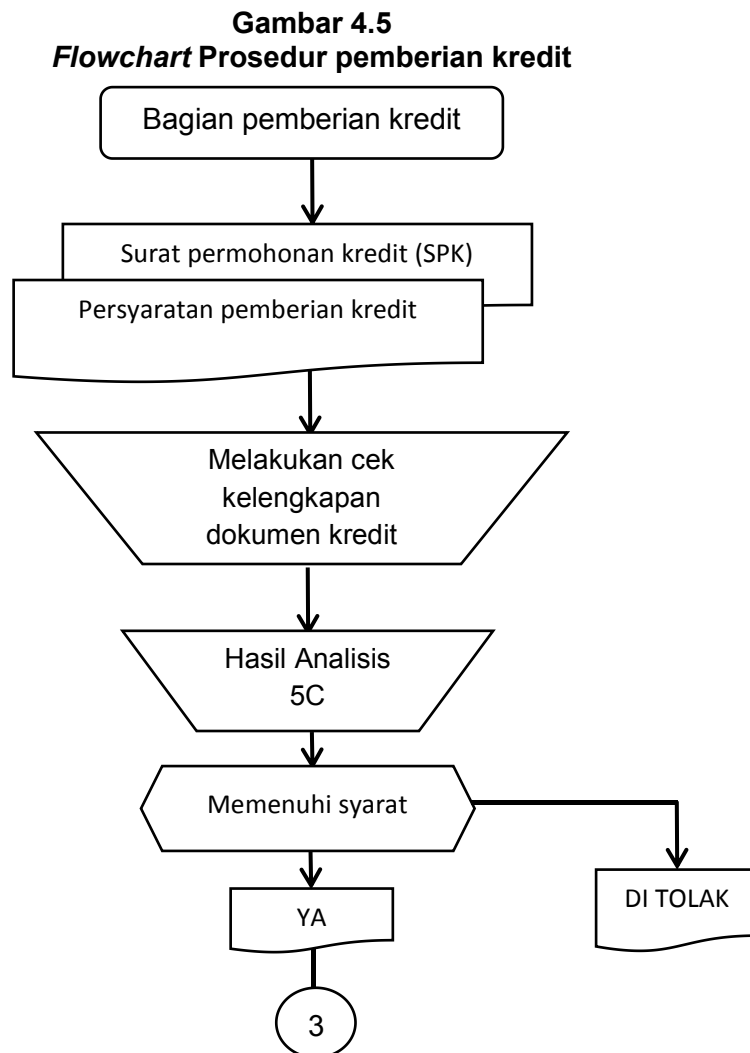 Gambar 4.5
Flowchart Prosedur pemberian kredit
Bagian pemberian kredit
Surat permohonan kredit (SPK)
Persyaratan pemberian kredit
Melakukan cek
kelengkapan
dokumen kredit
Hasil Analisis
5C
Memenuhi syarat
YA
DI TOLAK
3